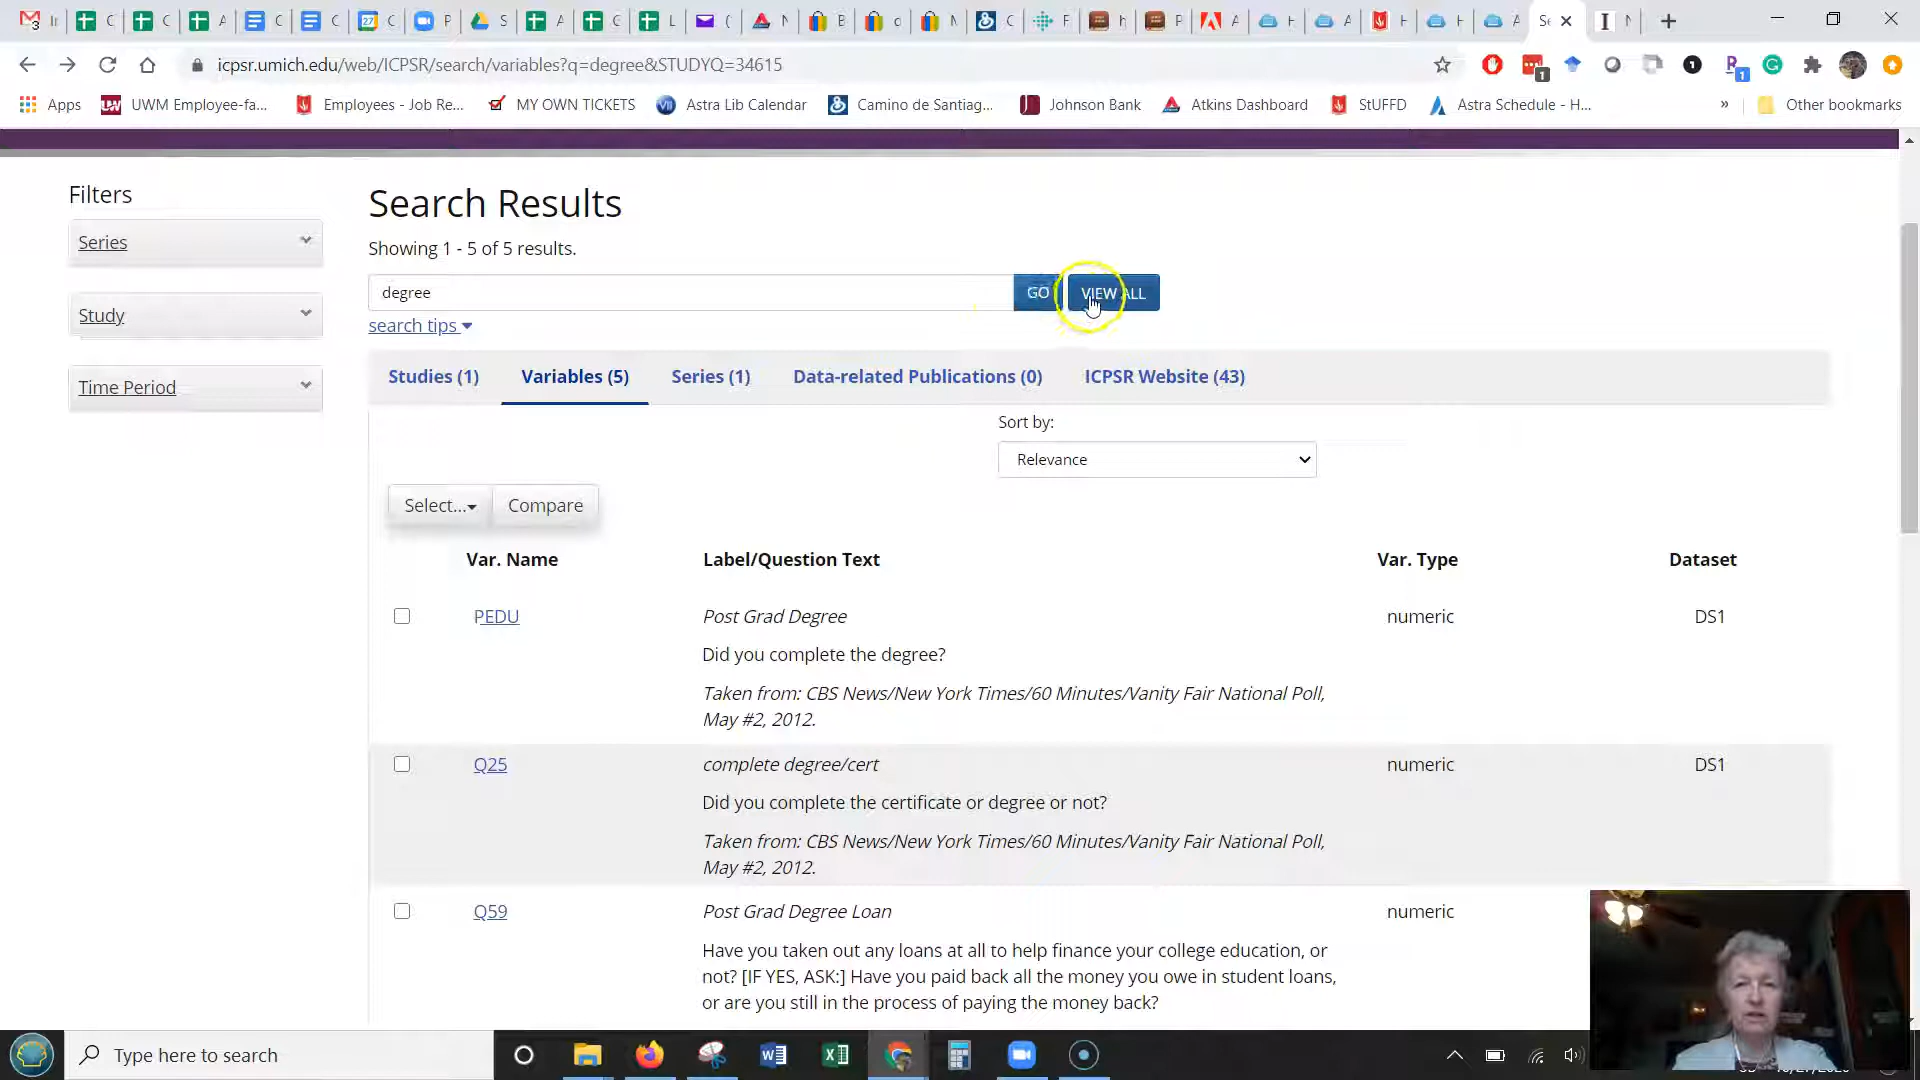 icpsr.umich.edu/web/ICPSR/search/variables?q=degree&STUDYQ=34615
Apps
UWM Employee-fa...
Employees - Job Re...
MY OWN TICKETS
Astra Lib Calendar
Camino de Santiag...
Johnson Bank
Atkins Dashboard
StUFFD
Astra Schedule - H...
»
Other bookmarks
Filters
Series
Study
Time Period
Search Results
Showing 1 - 5 of 5 results.
degree
GO
VIEW ALL
search tips
Studies (1)
Variables (5)
Series (1)
Data-related Publications (0)
ICPSR Website (43)
Sort by:
Relevance
Select...
Compare
Var. Name
Label/Question Text
Var. Type
Dataset
PEDU
Post Grad Degree
numeric
DS1
Did you complete the degree?
Taken from: CBS News/New York Times/60 Minutes/Vanity Fair National Poll,
May #2, 2012.
Q25
complete degree/cert
numeric
DS1
Did you complete the certificate or degree or not?
Taken from: CBS News/New York Times/60 Minutes/Vanity Fair National Poll,
May #2, 2012.
Q59
Post Grad Degree Loan
numeric
Have you taken out any loans at all to help finance your college education, or
not? [IF YES, ASK:] Have you paid back all the money you owe in student loans,
or are you still in the process of paying the money back?
Type here to search